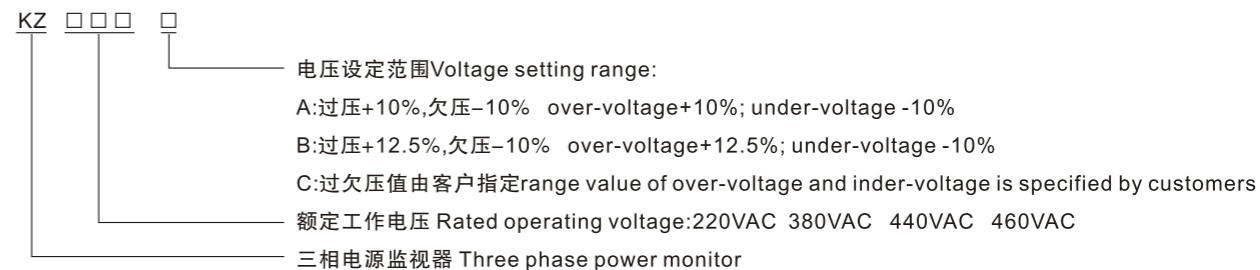 KZ □□□ □
电压设定范围Voltage setting range:
A:过压+10%,欠压–10% over-voltage+10%; under-voltage -10%
B:过压+12.5%,欠压–10% over-voltage+12.5%; under-voltage -10%
C:过欠压值由客户指定range value of over-voltage and inder-voltage is specified by customers
额定工作电压 Rated operating voltage:220VAC 380VAC 440VAC 460VAC
三相电源监视器 Three phase power monitor